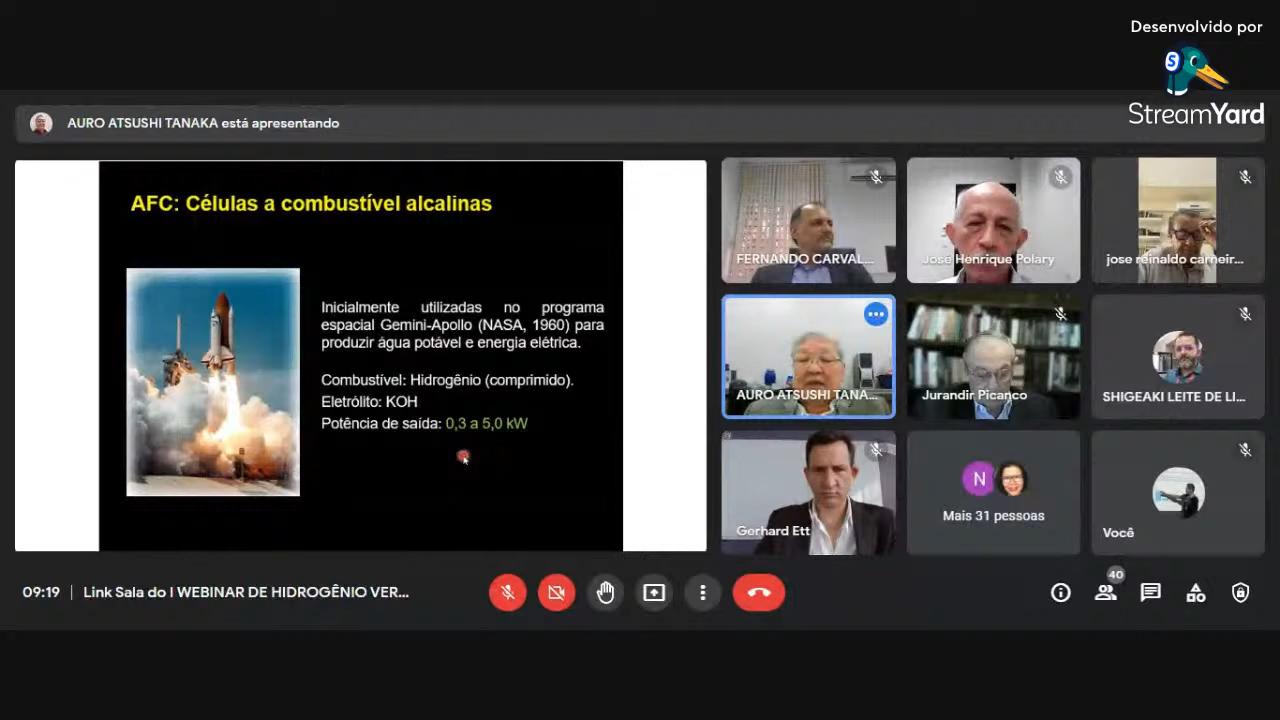 Desenvolvido por
StreamYard
AURO ATSUSHI TANAKA está apresentando
AFC: Células a combustível alcalinas
Inicialmente utilizadas no programa
espacial Gemini-Apollo (NASA, 1960) para
produzir água potável e energia elétrica.
Combustível: Hidrogênio (comprimido).
Eletrólito: KOH
Potência de saída: 0,3 a 5,0 kW
FERNANDO CARVAL...
José Henrique Polary
jose reinaldo carneir...
AURO ATSUSHI TANA...
Jurandir Picanco
SHIGEAKI LEITE DE LI...
Gerhard Ett
N
Mais 31 pessoas
Você
09:19 | Link Sala do I WEBINAR DE HIDROGÊNIO VER...
40